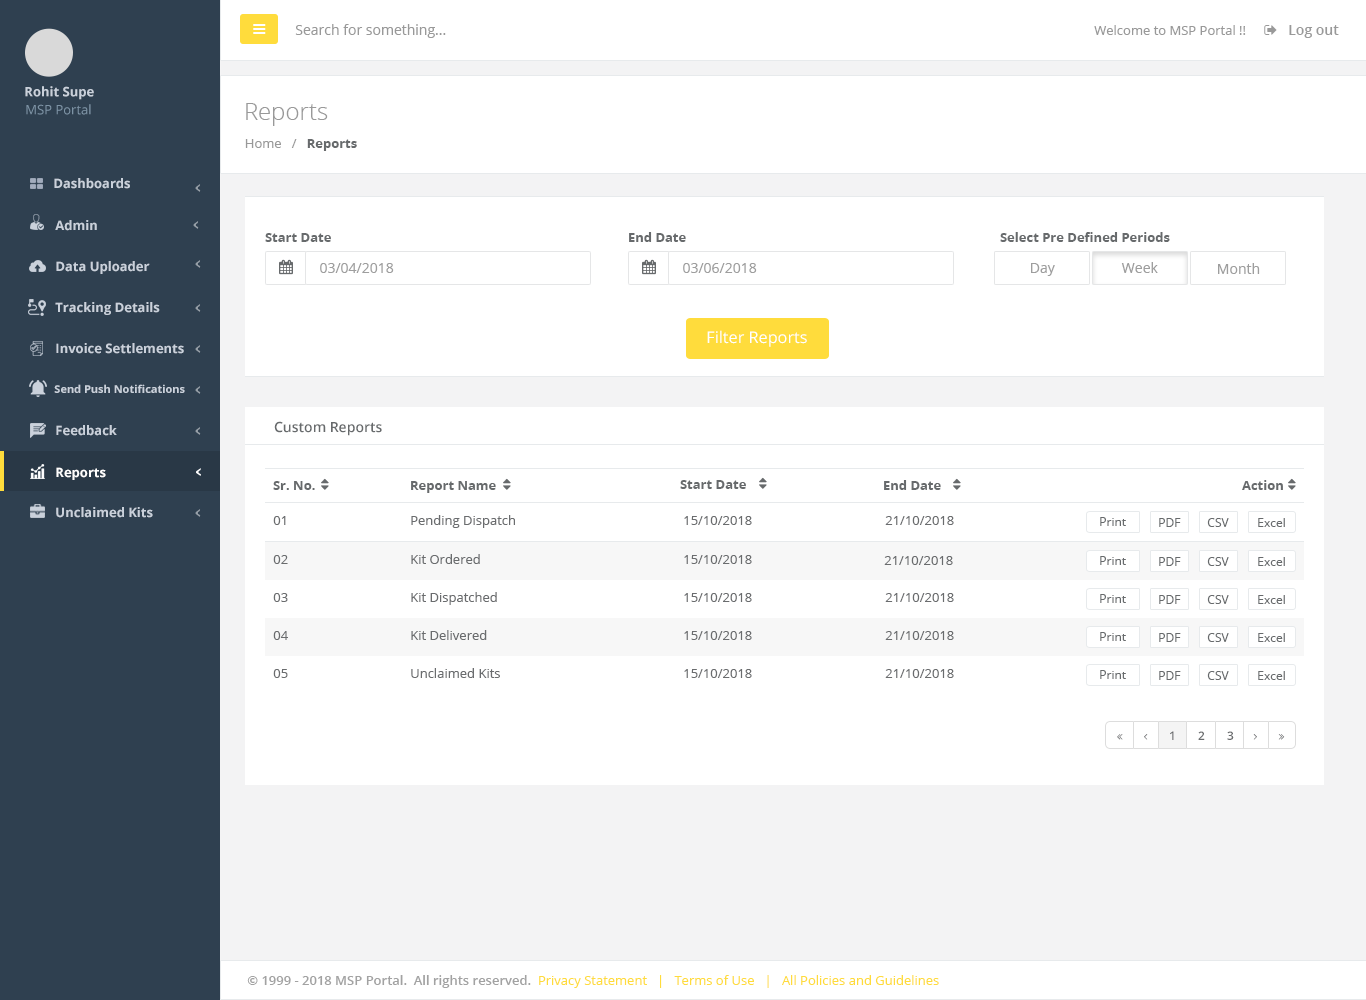 Search for something...
Welcome to MSP Portal !!
Log out
Rohit Supe
MSP Portal
Dashboards
Admin
Data Uploader
Tracking Details
Invoice Settlements
Send Push Notifications
Feedback
Reports
Unclaimed Kits
Reports
Home / Reports
Start Date
03/04/2018
End Date
03/06/2018
Select Pre Defined Periods
Day Week Month
Filter Reports
Custom Reports
Sr. No. Report Name Start Date End Date Action
01 Pending Dispatch 15/10/2018 21/10/2018 Print PDF CSV Excel
02 Kit Ordered 15/10/2018 21/10/2018 Print PDF CSV Excel
03 Kit Dispatched 15/10/2018 21/10/2018 Print PDF CSV Excel
04 Kit Delivered 15/10/2018 21/10/2018 Print PDF CSV Excel
05 Unclaimed Kits 15/10/2018 21/10/2018 Print PDF CSV Excel
« ‹ 1 2 3 › »
© 1999 - 2018 MSP Portal. All rights reserved. Privacy Statement | Terms of Use | All Policies and Guidelines